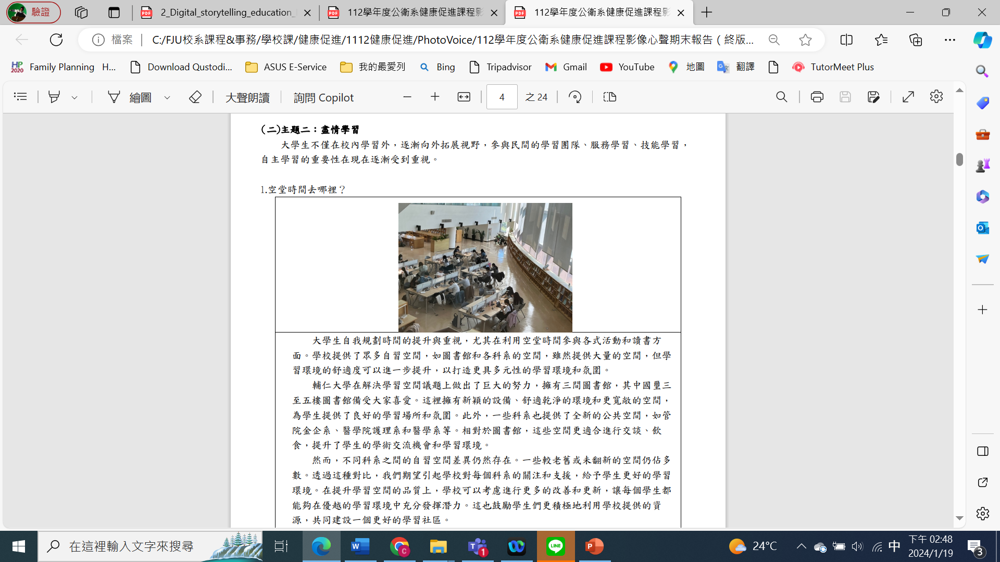 驗證
2_Digital_storytelling_education_
112學年度公衛系健康促進課程影
112學年度公衛系健康促進課程影
檔案
C:/FJU校系課程&事務/學校課/健康促進/1112健康促進/PhotoVoice/112學年度公衛系健康促進課程影像心聲期末報告（終版...
HP2020 Family Planning H...
Download Qustodi...
ASUS E-Service
我的最愛列
Bing
Tripadvisor
Gmail
YouTube
地圖
翻譯
TutorMeet Plus
繪圖
大聲朗讀
詢問 Copilot
4
之 24
(二)主題二：盡情學習
大學生不僅在校內學習外，逐漸向外拓展視野，參與民間的學習團隊、服務學習、技能學習，
自主學習的重要性在現在逐漸受到重視。
1.空堂時間去哪裡？
大學生自我規劃時間的提升與重視，尤其在利用空堂時間參與各式活動和讀書方
面。學校提供了眾多自習空間，如圖書館和各科系的空間，雖然提供大量的空間，但學
習環境的舒適度可以進一步提升，以打造更具多元性的學習環境和氛圍。
輔仁大學在解決學習空間議題上做出了巨大的努力，擁有三間圖書館，其中國璽三
至五樓圖書館備受大家喜愛。這裡擁有新穎的設備、舒適乾淨的環境和更寬敞的空間，
為學生提供了良好的學習場所和氛圍。此外，一些科系也提供了全新的公共空間，如管
院金企系、醫學院護理系和醫學系等。相對於圖書館，這些空間更適合進行交談、飲
食，提升了學生的學術交流機會和學習環境。
然而，不同科系之間的自習空間差異仍然存在。一些較老舊或未翻新的空間仍佔多
數。透過這種對比，我們期望引起學校對每個科系的關注和支援，給予學生更好的學習
環境。在提升學習空間的品質上，學校可以考慮進行更多的改善和更新，讓每個學生都
能夠在優越的學習環境中充分發揮潛力。這也鼓勵學生們更積極地利用學校提供的資
源，共同建設一個更好的學習社區。
在這裡輸入文字來搜尋
1
LINE
24°C
中
下午 02:48
2024/1/19
3